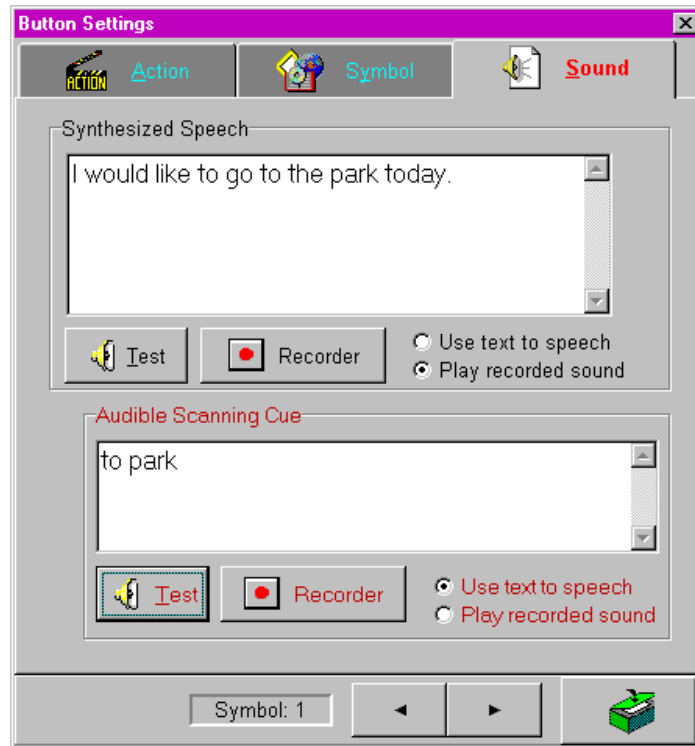 Button Settings
ACTION Action Symbol Sound
Synthesized Speech
I would like to go to the park today.
Test Recorder Use text to speech
Play recorded sound
Audible Scanning Cue
to park
Test Recorder Use text to speech
Play recorded sound
Symbol: 1